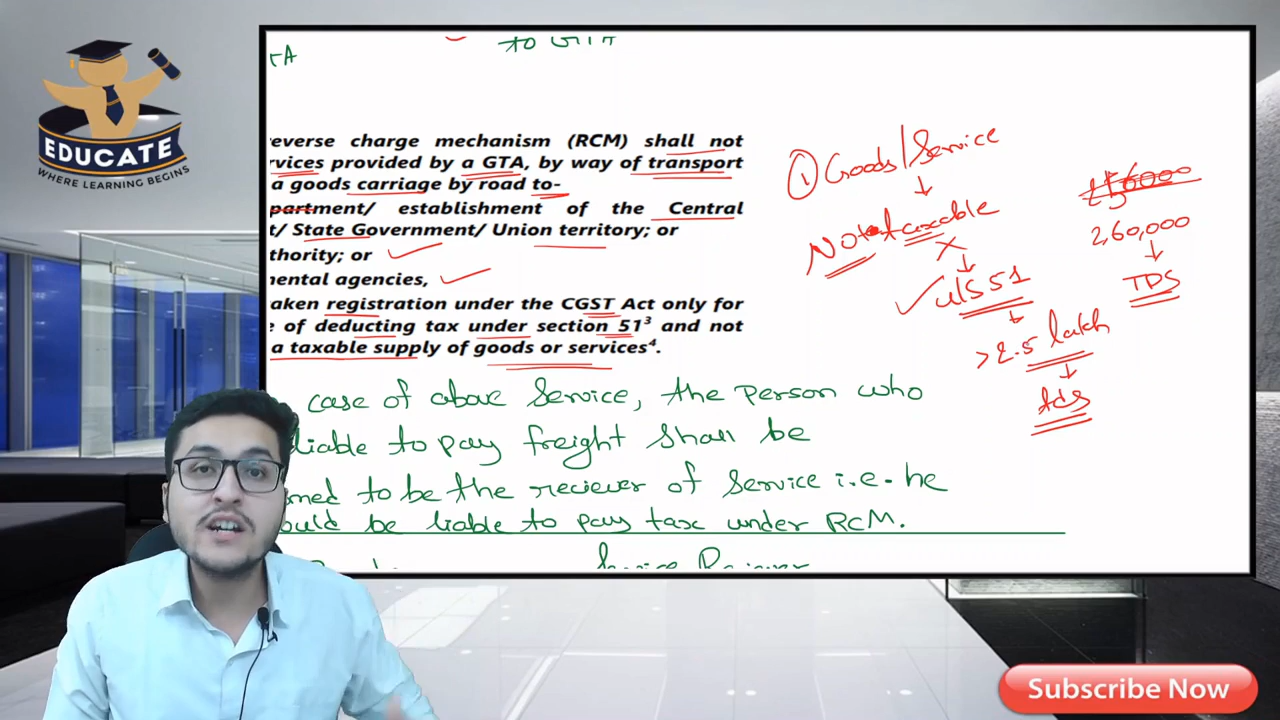 EDUCATE
WHERE LEARNING BEGINS
to GTA
TA
everse charge mechanism (RCM) shall not
rvices provided by a GTA, by way of transport
a goods carriage by road to-
partment/ establishment of the Central
t/ State Government/ Union territory; or
thority; or
mental agencies,
aken registration under the CGST Act only for
e of deducting tax under section 51³ and not
a taxable supply of goods or services⁴.
case of above Service, the person who
liable to pay freight shall be
med to be the reciever of Service i.e. he
ould be liable to pay tax under RCM.
① Goods/Service
Not taxable
u/s 51
>2.5 lakh
tds
2,60,000
TDS
Subscribe Now